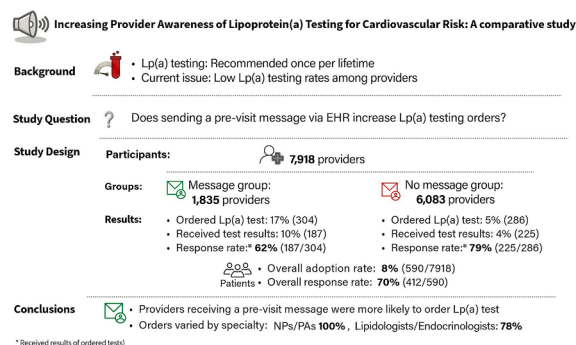 Increasing Provider Awareness of Lipoprotein(a) Testing for Cardiovascular Risk: A comparative study
Background
• Lp(a) testing: Recommended once per lifetime
• Current issue: Low Lp(a) testing rates among providers
Study Question
? Does sending a pre-visit message via EHR increase Lp(a) testing orders?
Study Design
Participants:
7,918 providers
Groups:
Message group:
1,835 providers
No message group:
6,083 providers
Results:
• Ordered Lp(a) test: 17% (304)
• Received test results: 10% (187)
• Response rate:* 62% (187/304)
• Ordered Lp(a) test: 5% (286)
• Received test results: 4% (225)
• Response rate:* 79% (225/286)
Patients
• Overall adoption rate: 8% (590/7918)
• Overall response rate: 70% (412/590)
Conclusions
• Providers receiving a pre-visit message were more likely to order Lp(a) test
• Orders varied by specialty: NPs/PAs 100% , Lipidologists/Endocrinologists: 78%
* Received results of ordered tests)